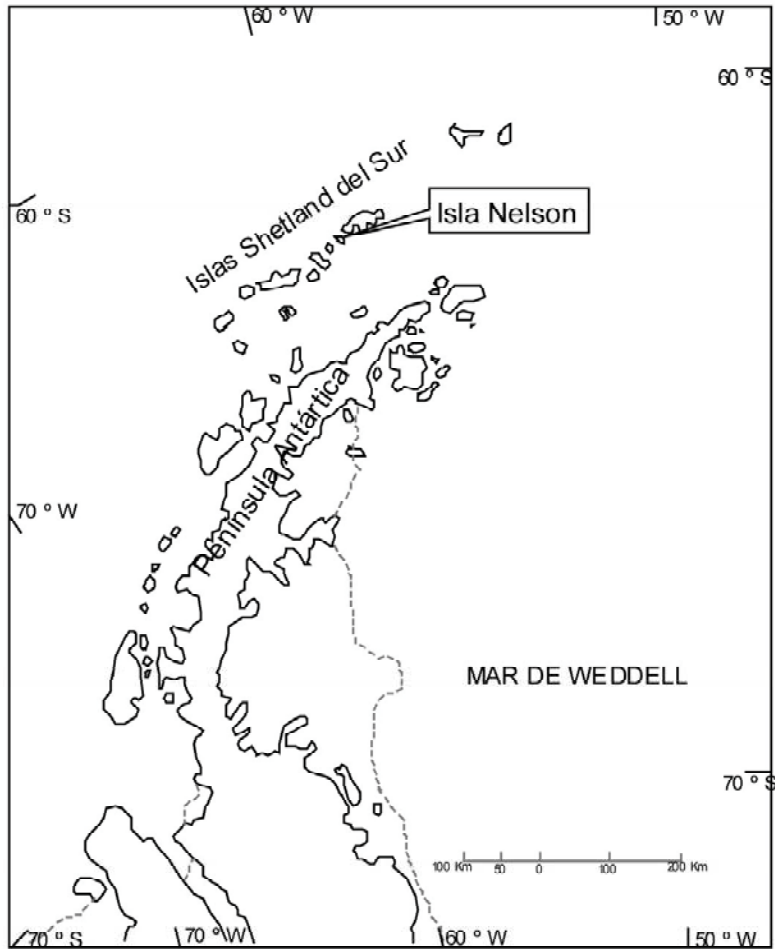 60 º W
50 º W
60 º S
60 º S
Islas Shetland del Sur
Isla Nelson
Península Antártica
70 º W
MAR DE WEDDELL
70 º S
100 Km
50
0
100
200 Km
70 º S
70 º W
60 º W
50 º W